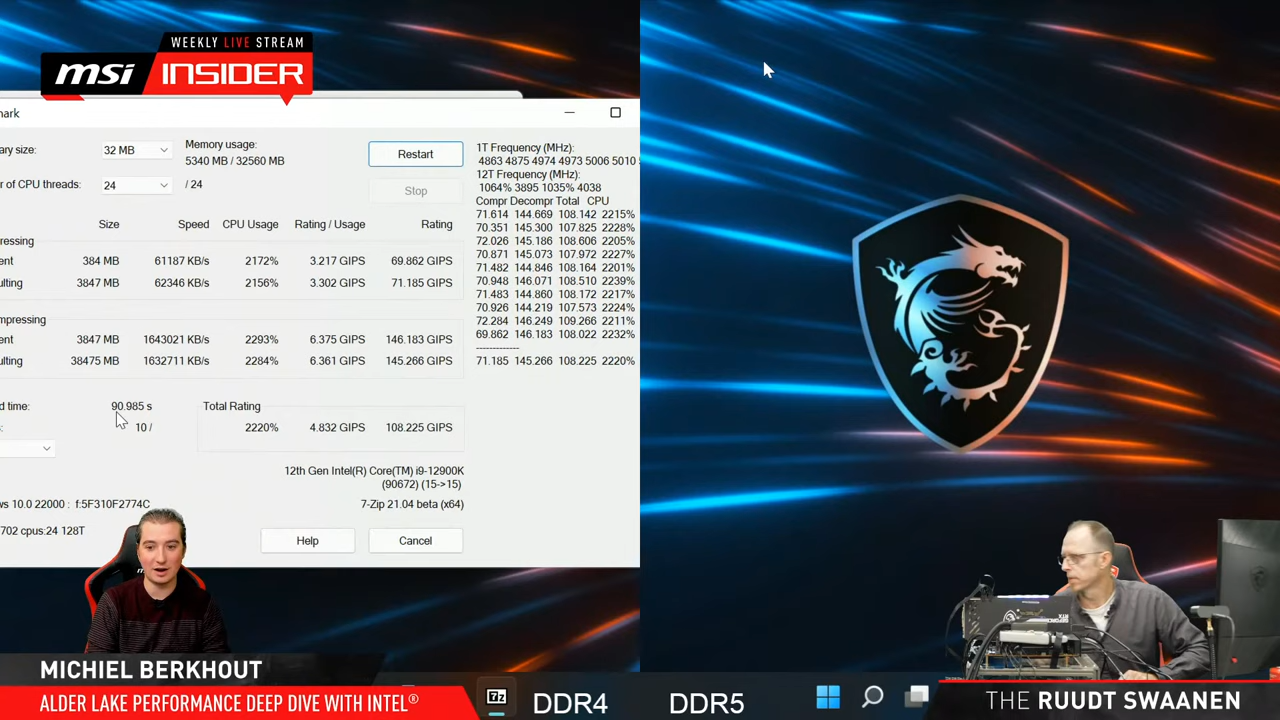 WEEKLY LIVE STREAM
msi INSIDER
mark
ary size:
32 MB
Memory usage:
5340 MB / 32560 MB
Restart
er of CPU threads:
24
/ 24
Stop
Size Speed CPU Usage Rating / Usage Rating
ressing
ent 384 MB 61187 KB/s 2172% 3.217 GIPS 69.862 GIPS
ulting 3847 MB 62346 KB/s 2156% 3.302 GIPS 71.185 GIPS
mpressing
ent 3847 MB 1643021 KB/s 2293% 6.375 GIPS 146.183 GIPS
ulting 38475 MB 1632711 KB/s 2284% 6.361 GIPS 145.266 GIPS
d time: 90.985 s
s: 10 /
Total Rating
2220% 4.832 GIPS 108.225 GIPS
12th Gen Intel(R) Core(TM) i9-12900K
(90672) (15->15)
ws 10.0 22000 : f:5F310F2774C
7-Zip 21.04 beta (x64)
702 cpus:24 128T
Help
Cancel
1T Frequency (MHz):
4863 4875 4974 4973 5006 5010
12T Frequency (MHz):
1064% 3895 1035% 4038
Compr Decompr Total CPU
71.614 144.669 108.142 2215%
70.351 145.300 107.825 2228%
72.026 145.186 108.606 2205%
70.871 145.073 107.972 2227%
71.482 144.846 108.164 2201%
70.948 146.071 108.510 2239%
71.483 144.860 108.172 2217%
70.926 144.219 107.573 2224%
72.284 146.249 109.266 2211%
69.862 146.183 108.022 2232%
-------------
71.185 145.266 108.225 2220%
MICHIEL BERKHOUT
ALDER LAKE PERFORMANCE DEEP DIVE WITH INTEL®
7z
DDR4
DDR5
THE RUUDT SWAANEN